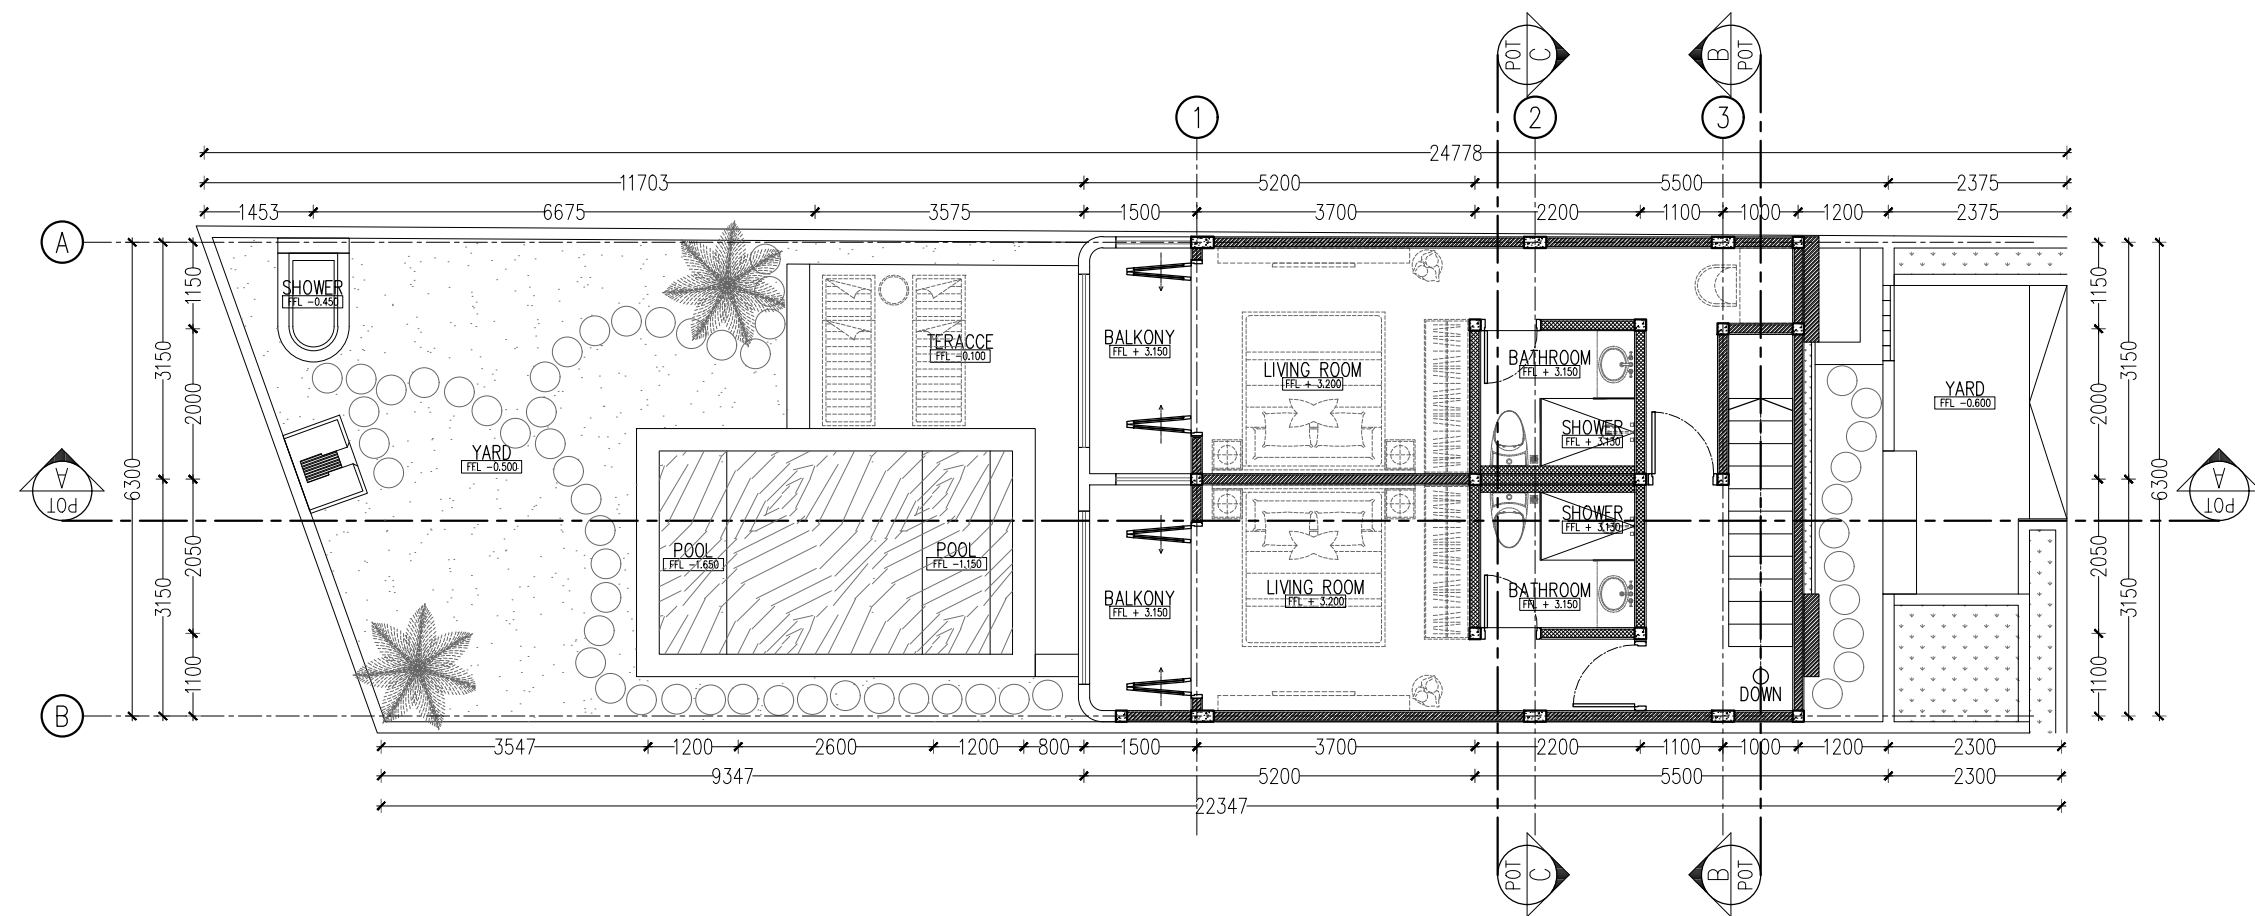 POT
C
B
POT
1
2
3
24778
11703
5200
5500
2375
1453
6675
3575
1500
3700
2200
1100
1000
1200
2375
A
B
6300
3150
3150
1150
2000
2050
1100
SHOWER
FFL -0.450
TERACCE
FFL -0.100
BALKONY
FFL + 3.150
LIVING ROOM
FFL + 3.200
BATHROOM
FFL + 3.150
SHOWER
FFL + 3.130
YARD
FFL -0.600
YARD
FFL -0.500
A
POT
A
POT
SHOWER
FFL + 3.130
POOL
FFL -1.650
POOL
FFL -1.150
BALKONY
FFL + 3.150
LIVING ROOM
FFL + 3.200
BATHROOM
FFL + 3.150
DOWN
1150
2000
2050
1100
3150
3150
6300
3547
1200
2600
1200
800
1500
3700
2200
1100
1000
1200
2300
9347
5200
5500
2300
22347
POT
C
B
POT